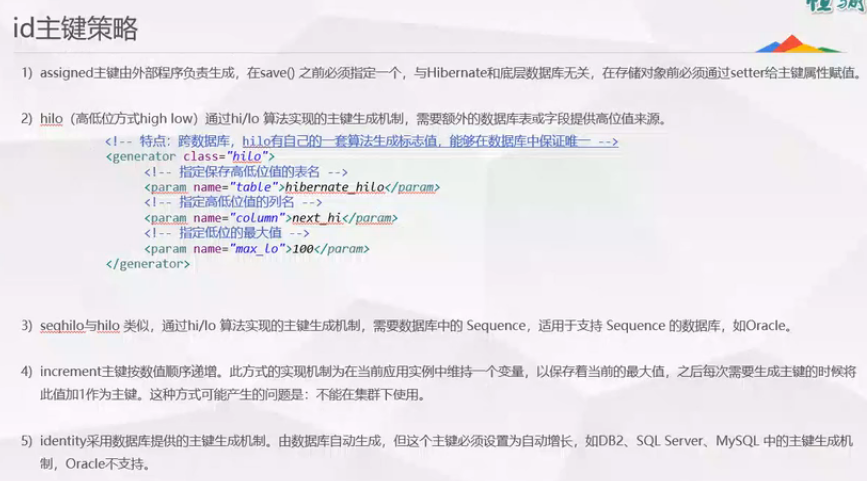 id主键策略
1) assigned主键由外部程序负责生成，在save() 之前必须指定一个，与Hibernate和底层数据库无关，在存储对象前必须通过setter给主键属性赋值。
2) hilo（高低位方式high low）通过hi/lo 算法实现的主键生成机制，需要额外的数据库表或字段提供高位值来源。
<!-- 特点：跨数据库，hilo有自己的一套算法生成标志值，能够在数据库中保证唯一 -->
<generator class="hilo">
<!-- 指定保存高低位值的表名 -->
<param name="table">hibernate_hilo</param>
<!-- 指定高低位值的列名 -->
<param name="column">next_hi</param>
<!-- 指定低位的最大值 -->
<param name="max_lo">100</param>
</generator>
3) seqhilo与hilo 类似，通过hi/lo 算法实现的主键生成机制，需要数据库中的 Sequence，适用于支持 Sequence 的数据库，如Oracle。
4) increment主键按数值顺序递增。此方式的实现机制为在当前应用实例中维持一个变量，以保存着当前的最大值，之后每次需要生成主键的时候将
此值加1作为主键。这种方式可能产生的问题是：不能在集群下使用。
5) identity采用数据库提供的主键生成机制。由数据库自动生成，但这个主键必须设置为自动增长，如DB2、SQL Server、MySQL 中的主键生成机
制，Oracle不支持。